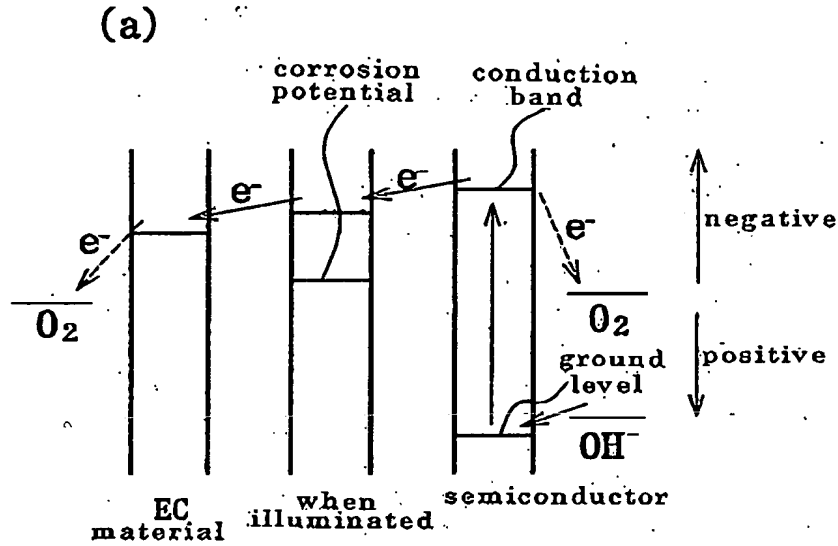 (a)
corrosion
potential
conduction
band
e⁻
e⁻
e⁻
e⁻
negative
O₂
O₂
positive
ground
level
OH⁻
EC
material
when
illuminated
semiconductor